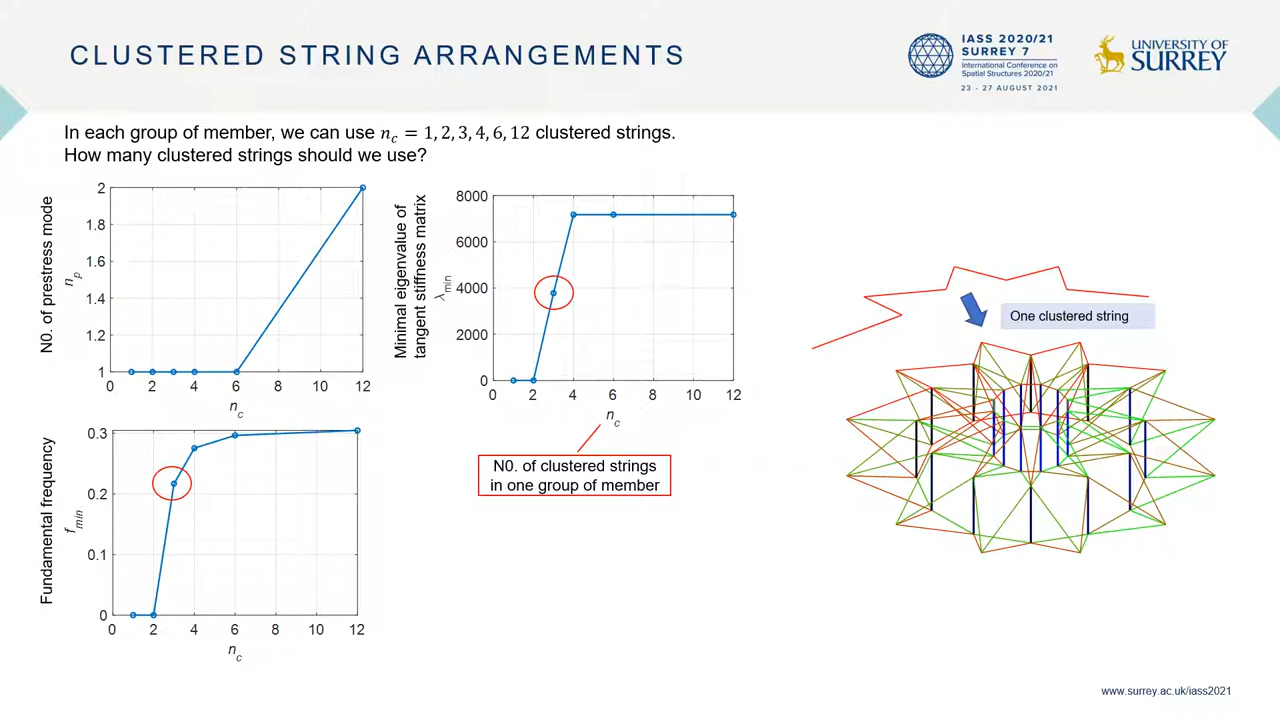 CLUSTERED STRING ARRANGEMENTS
IASS 2020/21
SURREY 7
International Conference on
Spatial Structures 2020/21
23 - 27 AUGUST 2021
UNIVERSITY OF
SURREY
In each group of member, we can use n_c = 1, 2, 3, 4, 6, 12 clustered strings.
How many clustered strings should we use?
N0. of prestress mode
n_p
2
1.8
1.6
1.4
1.2
1
0 2 4 6 8 10 12
n_c
Minimal eigenvalue of
tangent stiffness matrix
λ_min
8000
6000
4000
2000
0
0 2 4 6 8 10 12
n_c
N0. of clustered strings
in one group of member
One clustered string
Fundamental frequency
f_min
0.3
0.2
0.1
0
0 2 4 6 8 10 12
n_c
www.surrey.ac.uk/iass2021